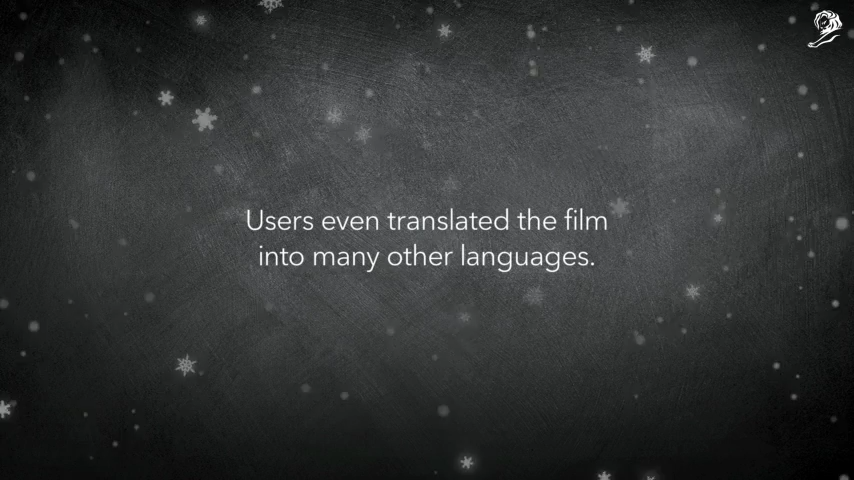 Users even translated the film
into many other languages.